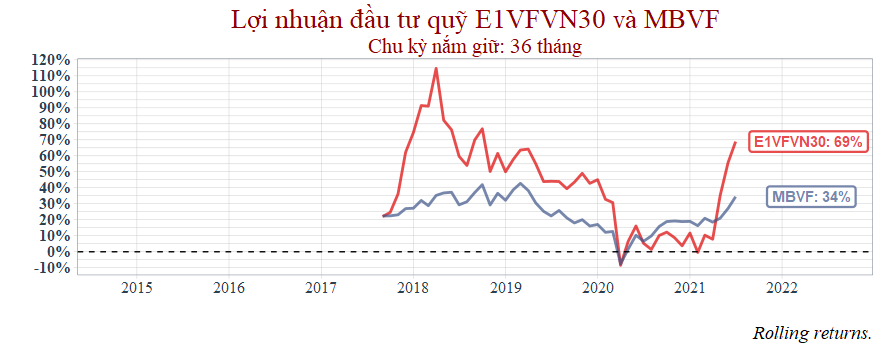 Lợi nhuận đầu tư quỹ E1VFVN30 và MBVF
Chu kỳ nắm giữ: 36 tháng
120%
110%
100%
90%
80%
70%
60%
50%
40%
30%
20%
10%
0%
-10%
E1VFVN30: 69%
MBVF: 34%
2015 2016 2017 2018 2019 2020 2021 2022
Rolling returns.